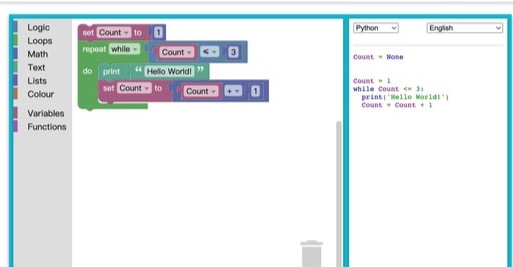 Logic
Loops
Math
Text
Lists
Colour
Variables
Functions
set Count to 1
repeat while Count ≤ 3
do print “ Hello World! ”
set Count to Count + 1
Python English
Count = None
Count = 1
while Count <= 3:
print('Hello World!')
Count = Count + 1